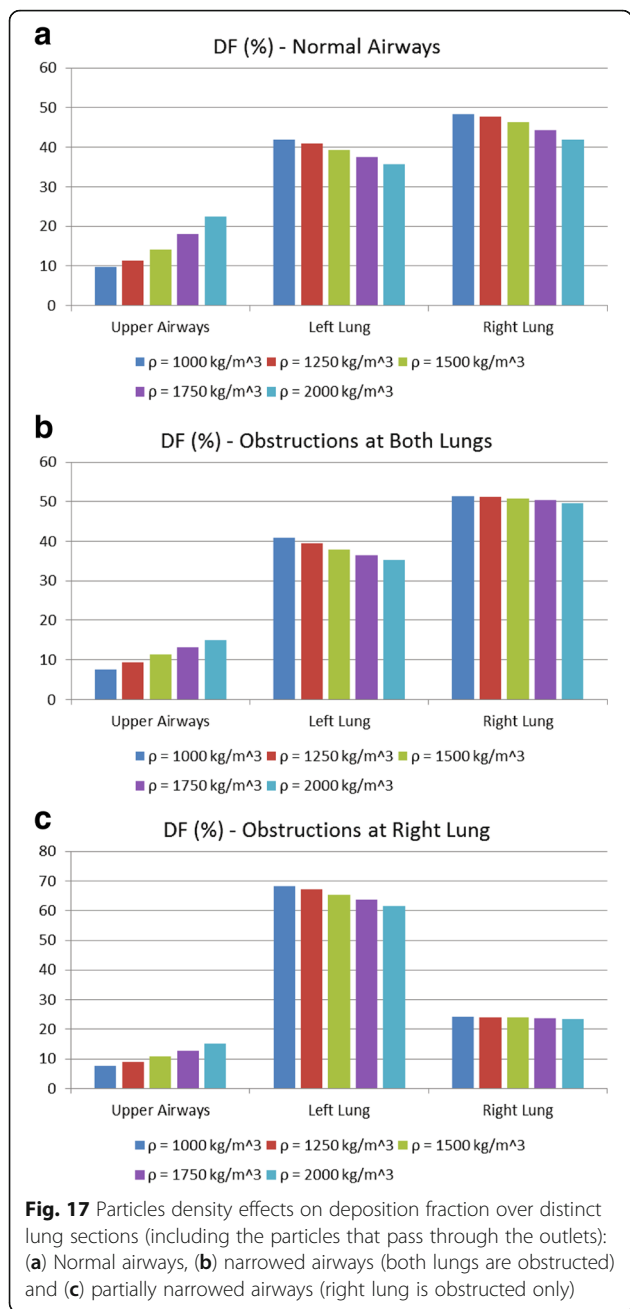 a
DF (%) - Normal Airways
60
50
40
30
20
10
0
Upper Airways Left Lung Right Lung
ρ = 1000 kg/m^3 ρ = 1250 kg/m^3 ρ = 1500 kg/m^3
ρ = 1750 kg/m^3 ρ = 2000 kg/m^3
b
DF (%) - Obstructions at Both Lungs
60
50
40
30
20
10
0
Upper Airways Left Lung Right Lung
ρ = 1000 kg/m^3 ρ = 1250 kg/m^3 ρ = 1500 kg/m^3
ρ = 1750 kg/m^3 ρ = 2000 kg/m^3
c
DF (%) - Obstructions at Right Lung
80
70
60
50
40
30
20
10
0
Upper Airways Left Lung Right Lung
ρ = 1000 kg/m^3 ρ = 1250 kg/m^3 ρ = 1500 kg/m^3
ρ = 1750 kg/m^3 ρ = 2000 kg/m^3
Fig. 17 Particles density effects on deposition fraction over distinct
lung sections (including the particles that pass through the outlets):
(a) Normal airways, (b) narrowed airways (both lungs are obstructed)
and (c) partially narrowed airways (right lung is obstructed only)